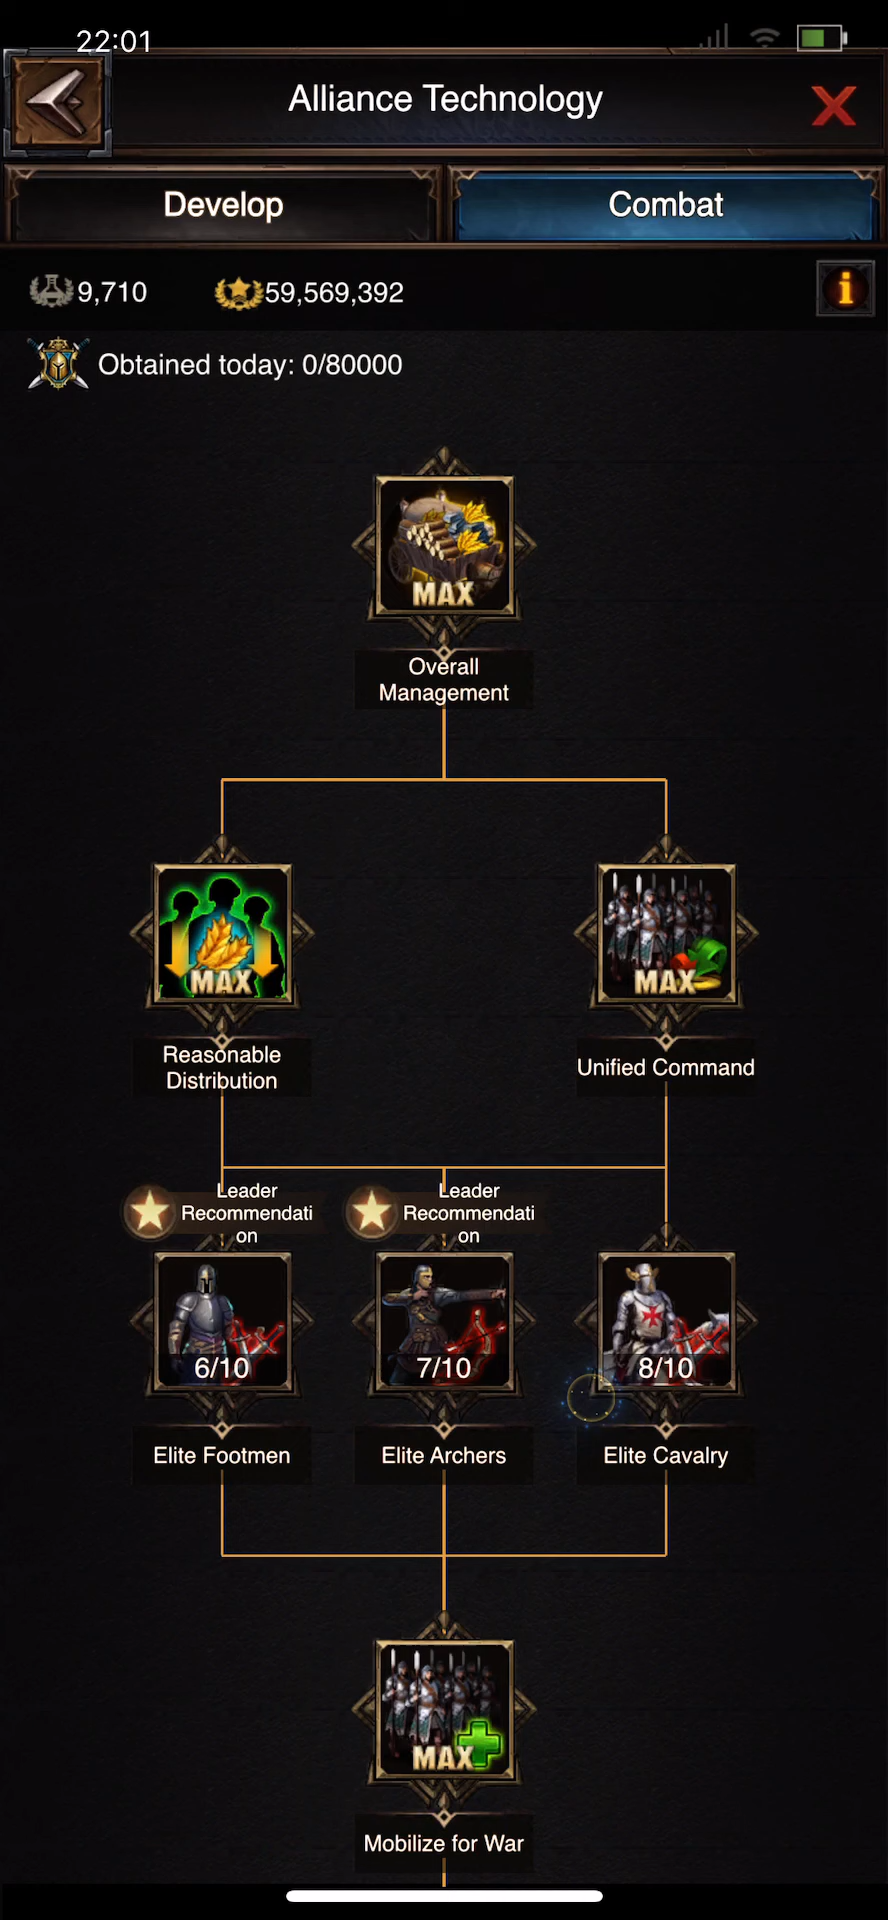 22:01
Alliance Technology
Develop
Combat
9,710
59,569,392
i
Obtained today: 0/80000
MAX
Overall
Management
MAX
MAX
Reasonable
Distribution
Unified Command
Leader
Recommendati
on
Leader
Recommendati
on
6/10
7/10
8/10
Elite Footmen
Elite Archers
Elite Cavalry
MAX
Mobilize for War